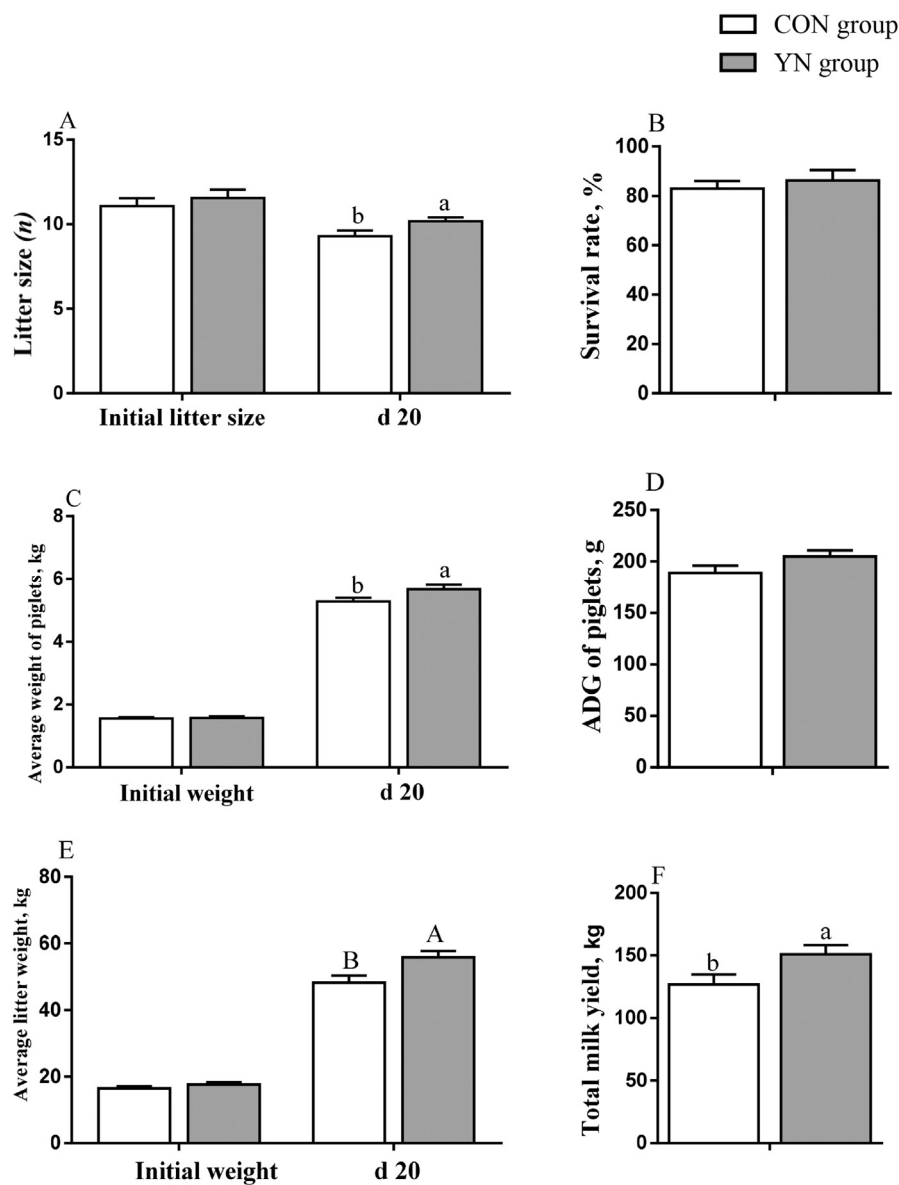 CON group
YN group
A
Litter size (n)
15
10
5
0
b
a
Initial litter size
d 20
B
Survival rate, %
100
80
60
40
20
0
C
Average weight of piglets, kg
8
6
4
2
0
b
a
Initial weight
d 20
D
ADG of piglets, g
250
200
150
100
50
0
E
Average litter weight, kg
80
60
40
20
0
B
A
Initial weight
d 20
F
Total milk yield, kg
200
150
100
50
0
b
a